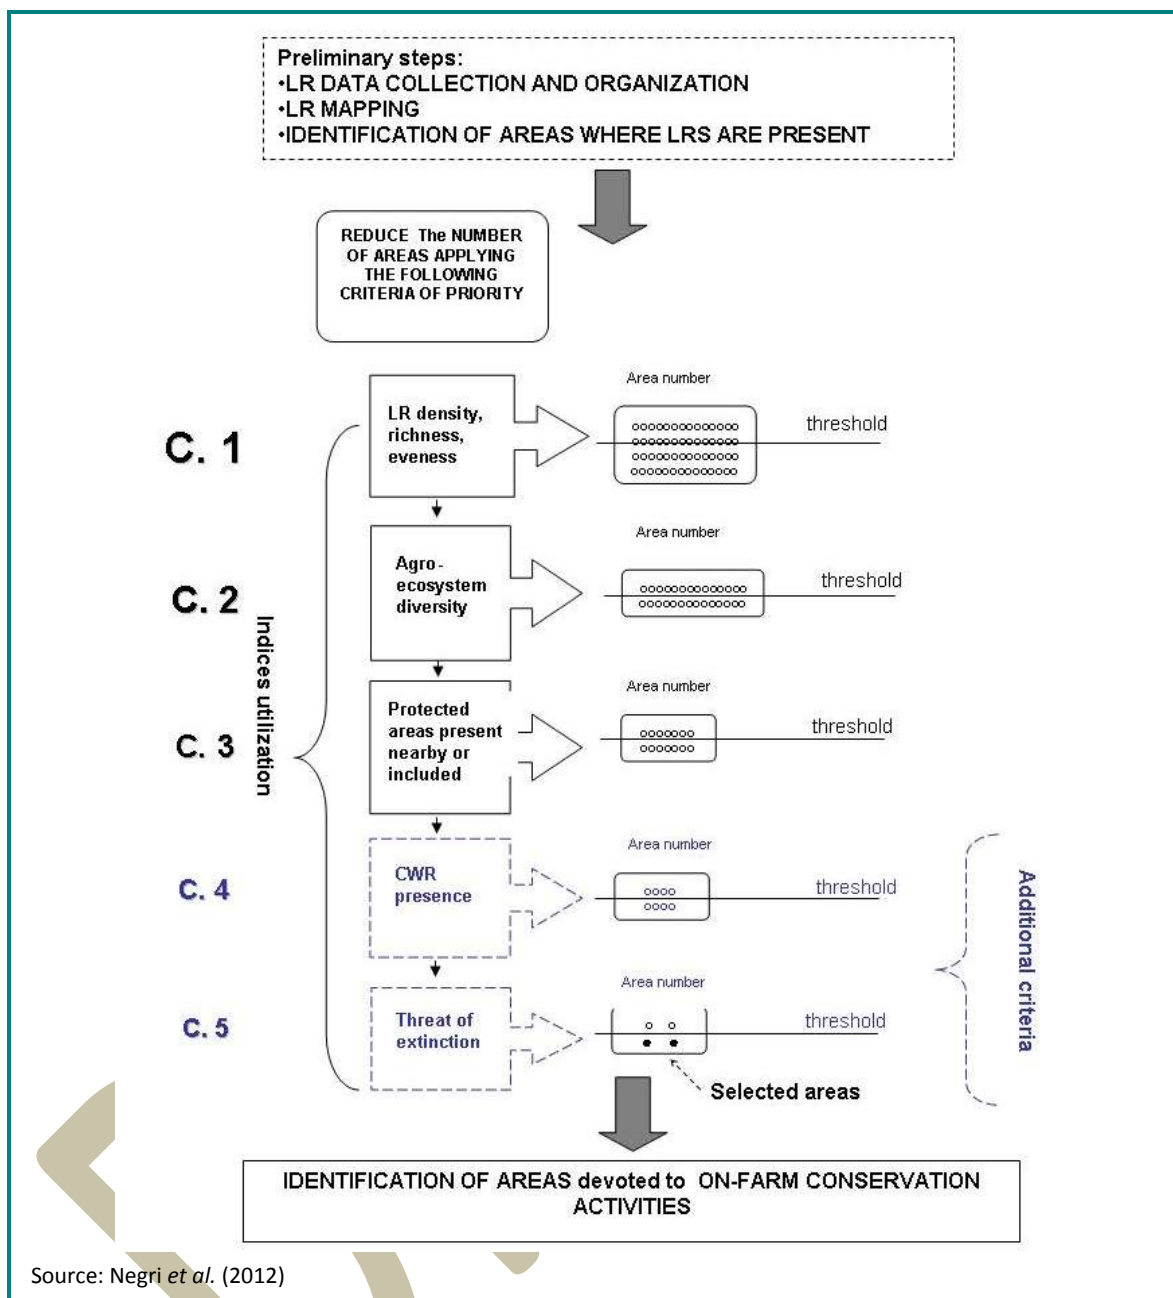 Preliminary steps:
•LR DATA COLLECTION AND ORGANIZATION
•LR MAPPING
•IDENTIFICATION OF AREAS WHERE LRS ARE PRESENT
REDUCE The NUMBER
OF AREAS APPLYING
THE FOLLOWING
CRITERIA OF PRIORITY
C. 1
LR density,
richness,
eveness
Area number
threshold
C. 2
Agro-
ecosystem
diversity
Area number
threshold
Indices utilization
C. 3
Protected
areas present
nearby or
included
Area number
threshold
C. 4
CWR
presence
Area number
threshold
Additional criteria
C. 5
Threat of
extinction
Area number
threshold
Selected areas
IDENTIFICATION OF AREAS devoted to ON-FARM CONSERVATION
ACTIVITIES
Source: Negri et al. (2012)